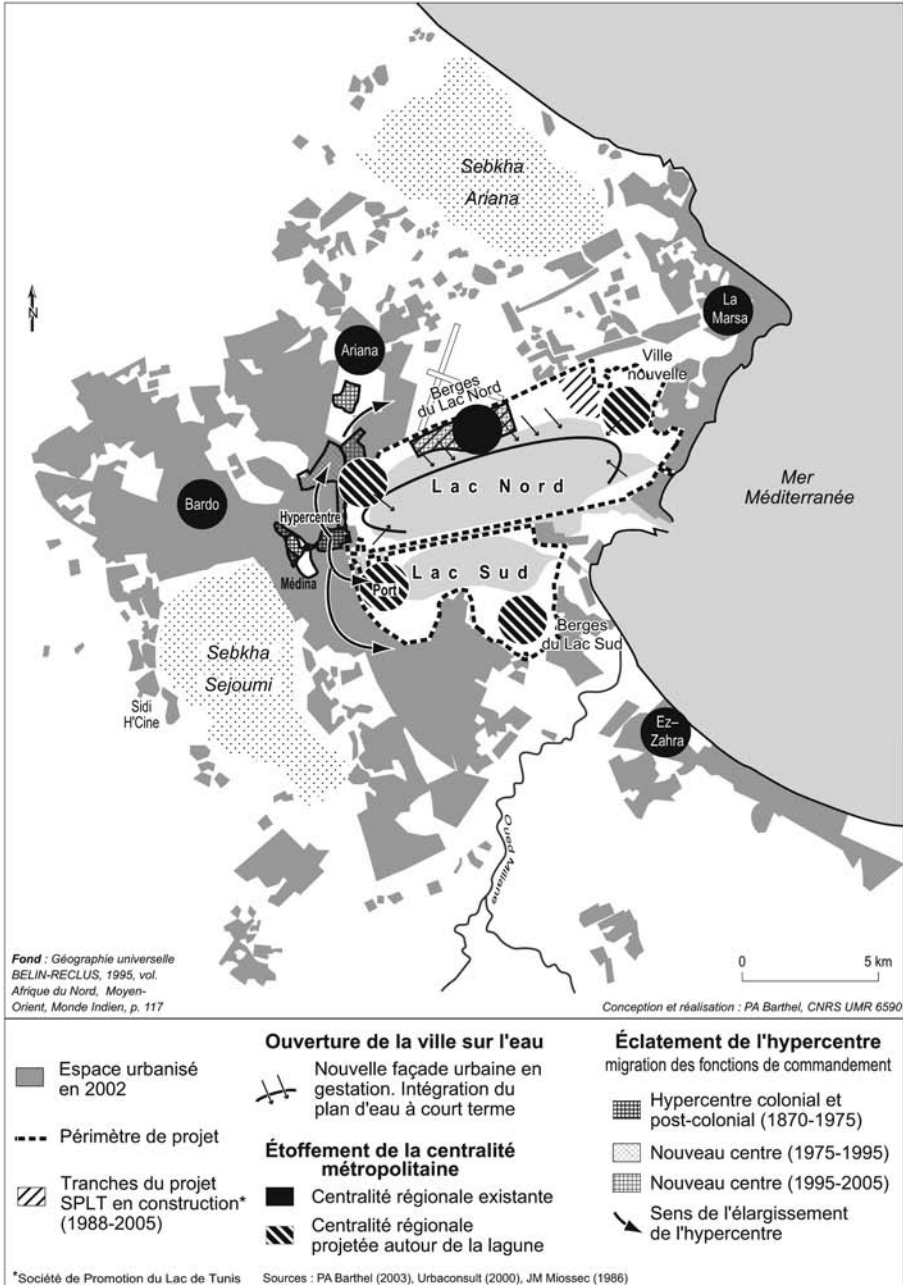 Sebkha
Ariana
N
La
Marsa
Ariana
Ville
nouvelle
Berges
du Lac Nord
Lac Nord
Mer
Méditerranée
Bardo
Hypercentre
Médina
Lac Sud
Port
Berges
du Lac Sud
Sebkha
Sejoumi
Sidi
H'Cine
Ez–
Zahra
Oued Miliane
Fond : Géographie universelle
BELIN-RECLUS, 1995, vol.
Afrique du Nord, Moyen-
Orient, Monde Indien, p. 117
0 5 km
Conception et réalisation : PA Barthel, CNRS UMR 6590
Espace urbanisé
en 2002
Périmètre de projet
Tranches du projet
SPLT en construction*
(1988-2005)
*Société de Promotion du Lac de Tunis
Ouverture de la ville sur l'eau
Nouvelle façade urbaine en
gestation. Intégration du
plan d'eau à court terme
Étoffement de la centralité
métropolitaine
Centralité régionale existante
Centralité régionale
projetée autour de la lagune
Sources : PA Barthel (2003), Urbaconsult (2000), JM Miossec (1986)
Éclatement de l'hypercentre
migration des fonctions de commandement
Hypercentre colonial et
post-colonial (1870-1975)
Nouveau centre (1975-1995)
Nouveau centre (1995-2005)
Sens de l'élargissement
de l'hypercentre